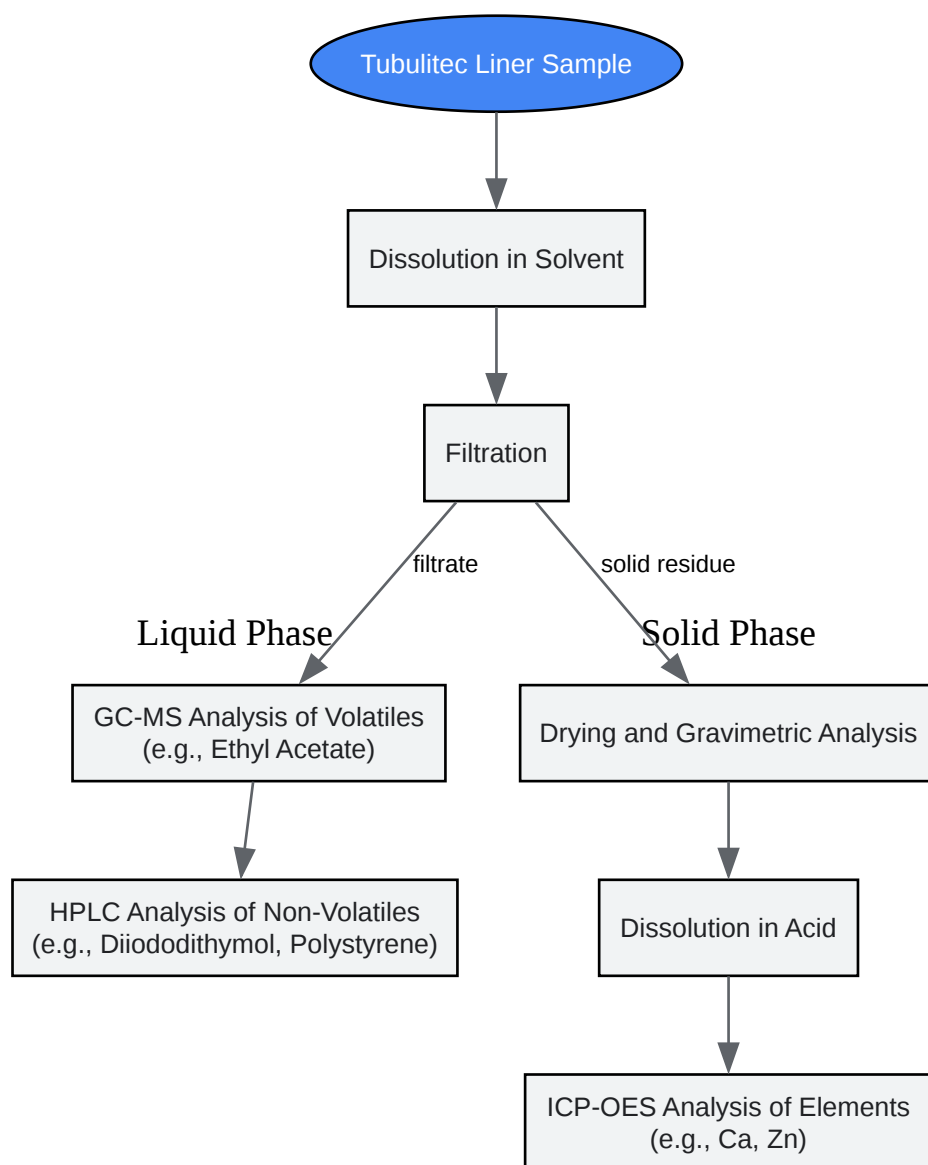 Tubulitec Liner Sample
Dissolution in Solvent
Filtration
filtrate
solid residue
Liquid Phase
Solid Phase
GC-MS Analysis of Volatiles
(e.g., Ethyl Acetate)
Drying and Gravimetric Analysis
HPLC Analysis of Non-Volatiles
(e.g., Diiododithymol, Polystyrene)
Dissolution in Acid
ICP-OES Analysis of Elements
(e.g., Ca, Zn)